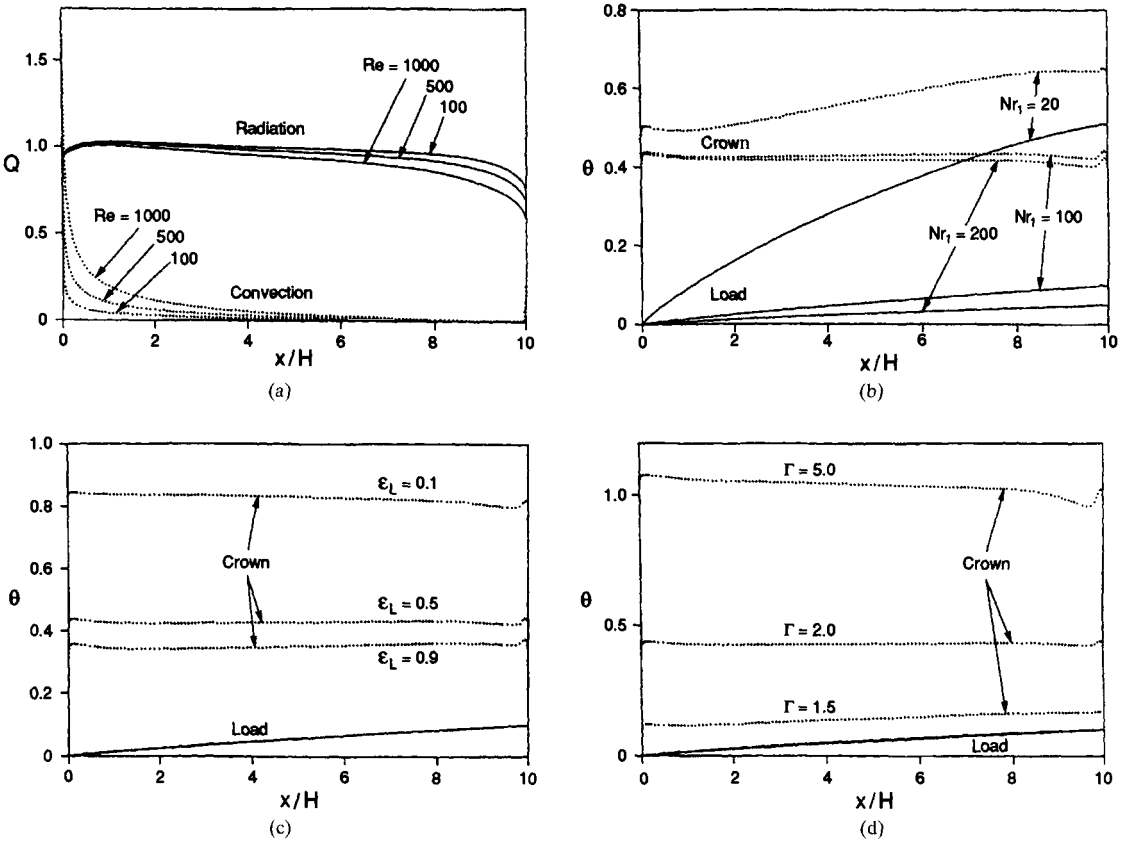 1.5
1.0
0.5
0
Q
Re = 1000
500
100
Radiation
Re = 1000
500
100
Convection
0
2
4
6
8
10
x/H
(a)
0.8
0.6
0.4
0.2
0
θ
Crown
Nr₁ = 20
Nr₁ = 100
Nr₁ = 200
Load
0
2
4
6
8
10
x/H
(b)
1.0
0.8
0.6
0.4
0.2
0
θ
εL = 0.1
Crown
εL = 0.5
εL = 0.9
Load
0
2
4
6
8
10
x/H
(c)
1.0
0.5
0
θ
Γ = 5.0
Crown
Γ = 2.0
Γ = 1.5
Load
0
2
4
6
8
10
x/H
(d)